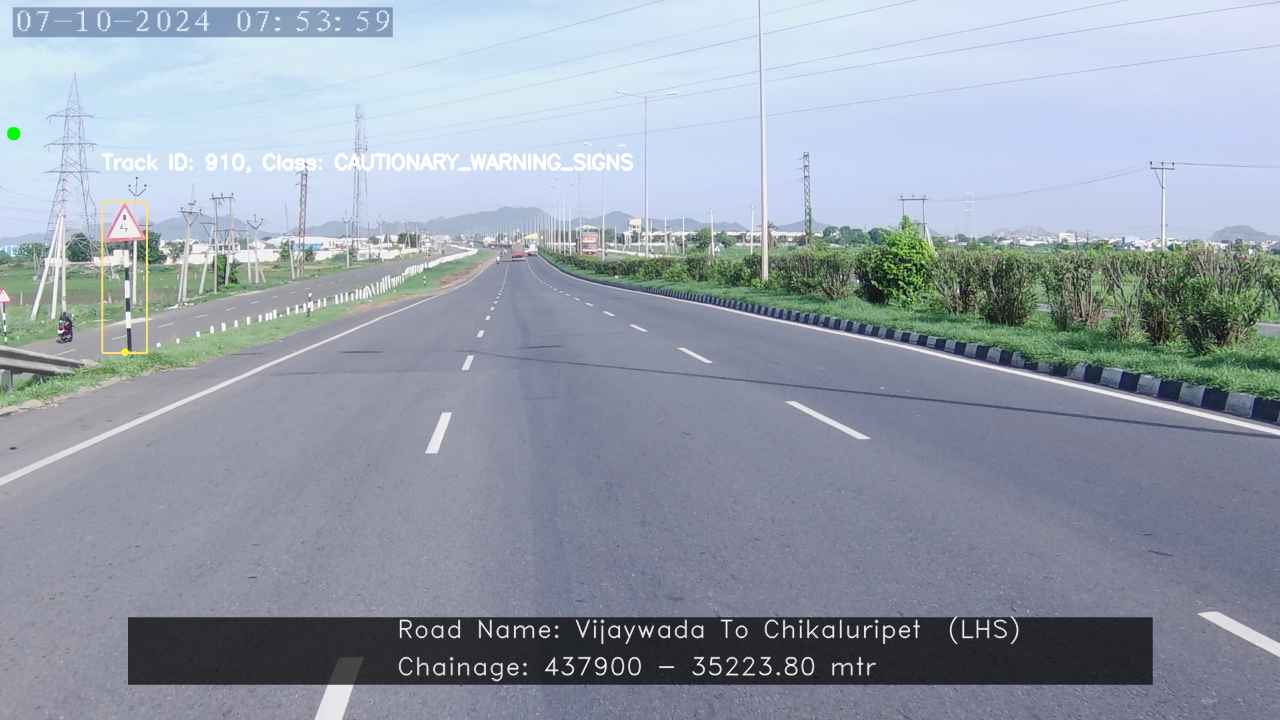 07-10-2024 07:53:59
Track ID: 910, Class: CAUTIONARY_WARNING_SIGNS
Road Name: Vijaywada To Chikaluripet (LHS)
Chainage: 437900 - 35223.80 mtr